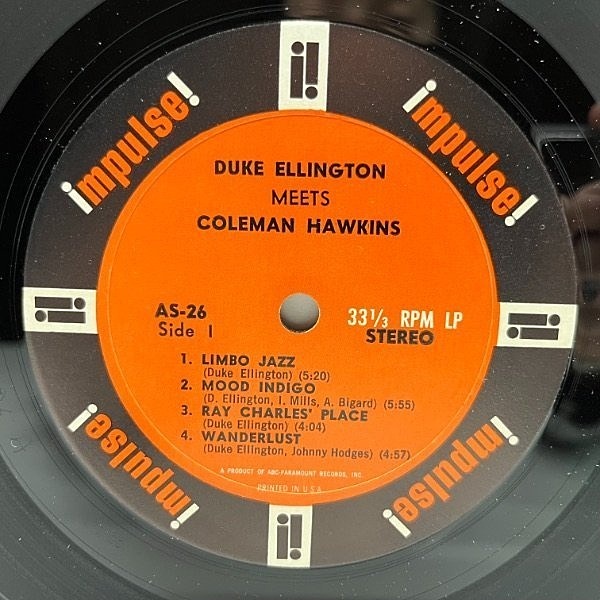 i!
impulse!
impulse!
DUKE ELLINGTON
MEETS
COLEMAN HAWKINS
i!
i!
AS-26
Side 1
33 1/3 RPM LP
STEREO
1. LIMBO JAZZ
(Duke Ellington) (5:20)
2. MOOD INDIGO
(D. Ellington, I. Mills, A. Bigard) (5:55)
3. RAY CHARLES' PLACE
(Duke Ellington) (4:04)
4. WANDERLUST
(Duke Ellington, Johnny Hodges) (4:57)
A PRODUCT OF ABC-PARAMOUNT RECORDS, INC.
PRINTED IN U.S.A.
impulse!
impulse!
i!